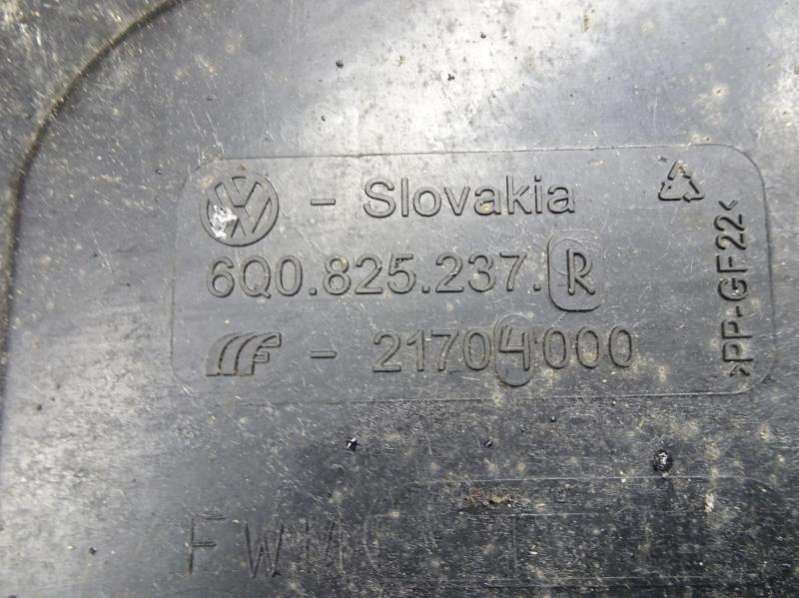 - Slovakia
6Q0.825.237.R
- 21704000
>PP-GF22<